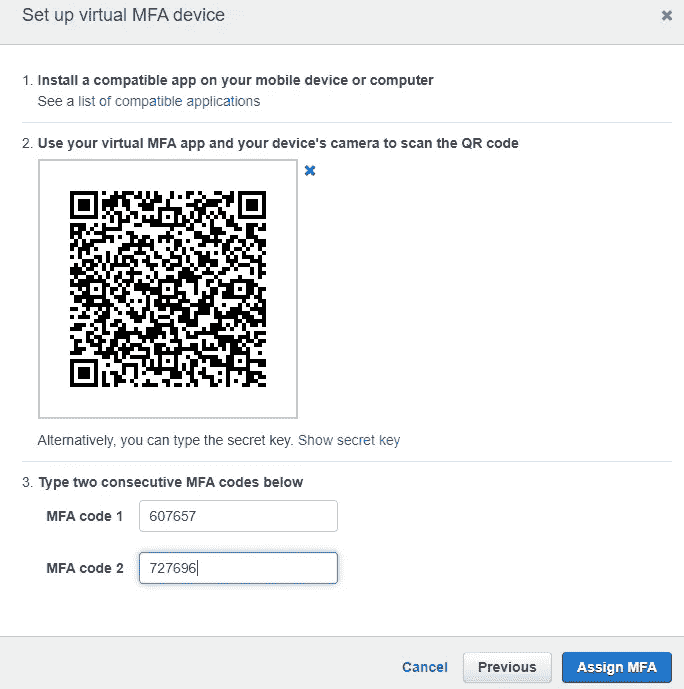 Set up virtual MFA device
1. Install a compatible app on your mobile device or computer
See a list of compatible applications
2. Use your virtual MFA app and your device's camera to scan the QR code
Alternatively, you can type the secret key. Show secret key
3. Type two consecutive MFA codes below
MFA code 1 607657
MFA code 2 727696
Cancel Previous Assign MFA